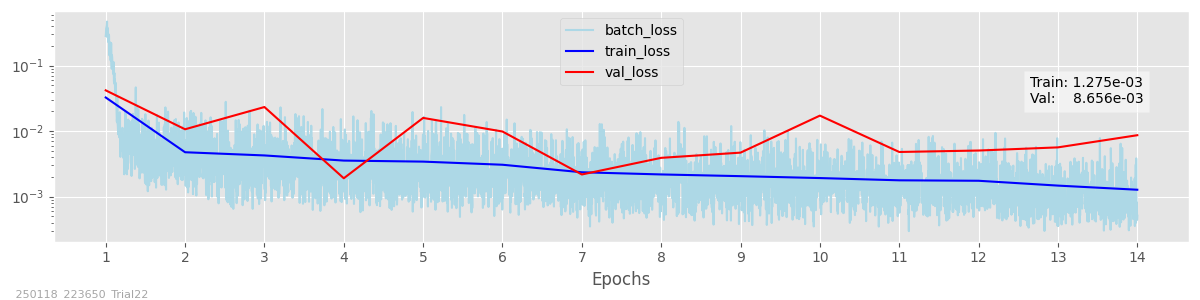 batch_loss
train_loss
val_loss
Train: 1.275e-03
Val: 8.656e-03
10⁻¹
10⁻²
10⁻³
1 2 3 4 5 6 7 8 9 10 11 12 13 14
Epochs
250118_223650_Trial22